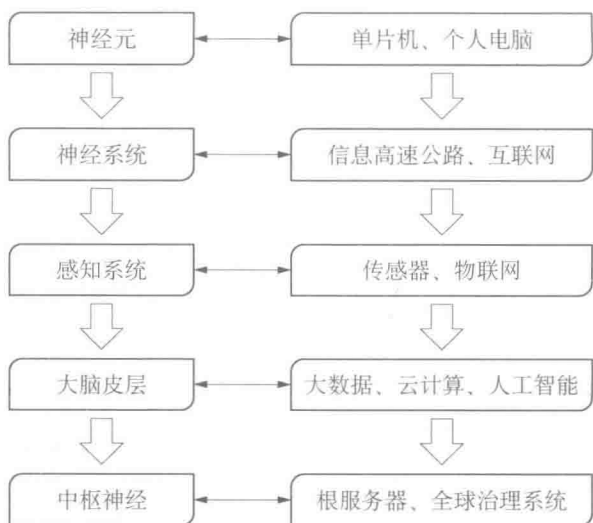 神经元
单片机、个人电脑
神经系统
信息高速公路、互联网
感知系统
传感器、物联网
大脑皮层
大数据、云计算、人工智能
中枢神经
根服务器、全球治理系统